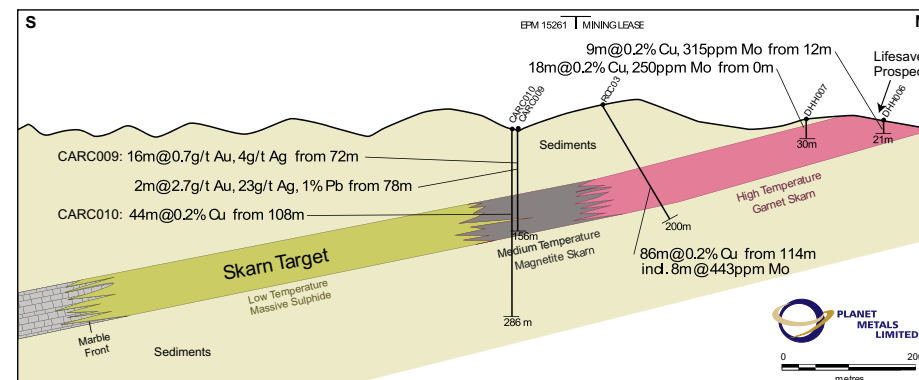 S
EPM 15261
MINING LEASE
9m@0.2% Cu, 315ppm Mo from 12m
18m@0.2% Cu, 250ppm Mo from 0m
CARC010
CARC009
DHH007
DHH006
Sediments
30m
21m
CARC009: 16m@0.7g/t Au, 4g/t Ag from 72m
2m@2.7g/t Au, 23g/t Ag, 1% Pb from 78m
CARC010: 44m@0.2% Cu from 108m
High Temperature
Garnet Skarn
200m
156m
Medium Temperature
Magnetite Skarn
86m@0.2% Cu from 114m
incl. 8m@443ppm Mo
Skarn Target
Low Temperature
Massive Sulphide
286 m
Marble
Front
Sediments
PLANET
METALS
LIMITED
0
metres